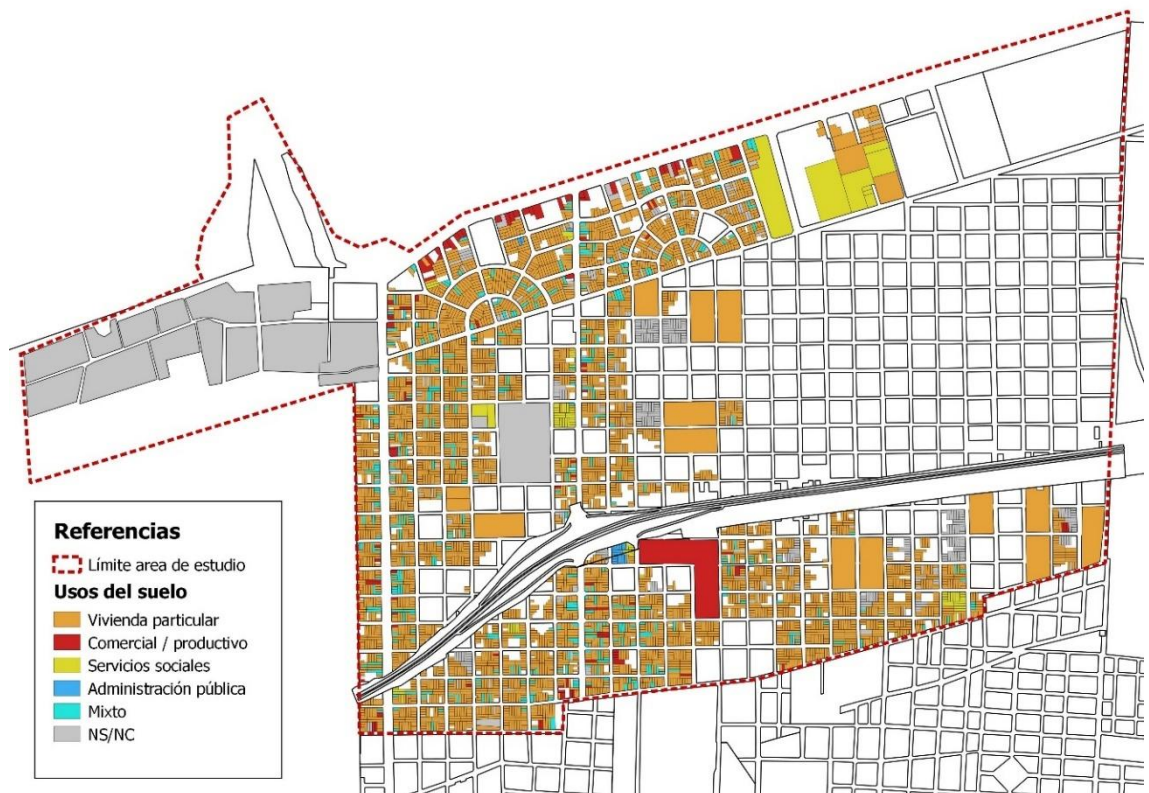 Referencias
Límite area de estudio
Usos del suelo
Vivienda particular
Comercial / productivo
Servicios sociales
Administración pública
Mixto
NS/NC